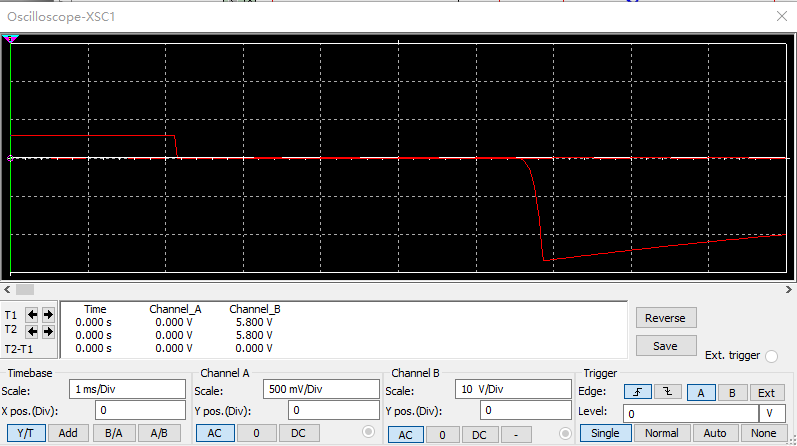 Oscilloscope-XSC1
T1
T2
T2-T1
Time Channel_A Channel_B
0.000 s 0.000 V 5.800 V
0.000 s 0.000 V 5.800 V
0.000 s 0.000 V 0.000 V
Reverse
Save
Ext. trigger
Timebase
Scale: 1 ms/Div
X pos.(Div): 0
Y/T Add B/A A/B
Channel A
Scale: 500 mV/Div
Y pos.(Div): 0
AC 0 DC
Channel B
Scale: 10 V/Div
Y pos.(Div): 0
AC 0 DC -
Trigger
Edge: A B Ext
Level: 0 V
Single Normal Auto None